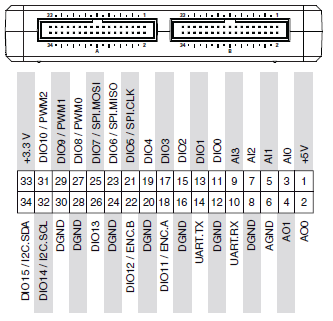 33 1 33 1
34 2 34 2
A B
+3.3 V
DIO10 / PWM2
DIO9 / PWM1
DIO8 / PWM0
DIO7 / SPI.MOSI
DIO6 / SPI.MISO
DIO5 / SPI.CLK
DIO4
DIO3
DIO2
DIO1
DIO0
AI3
AI2
AI1
AI0
+5V
33 31 29 27 25 23 21 19 17 15 13 11 9 7 5 3 1
34 32 30 28 26 24 22 20 18 16 14 12 10 8 6 4 2
DIO15 / I2C.SDA
DIO14 / I2C.SCL
DGND
DGND
DIO13
DGND
DIO12 / ENC.B
DGND
DIO11 / ENC.A
DGND
UART.TX
DGND
UART.RX
DGND
AGND
AO1
AO0